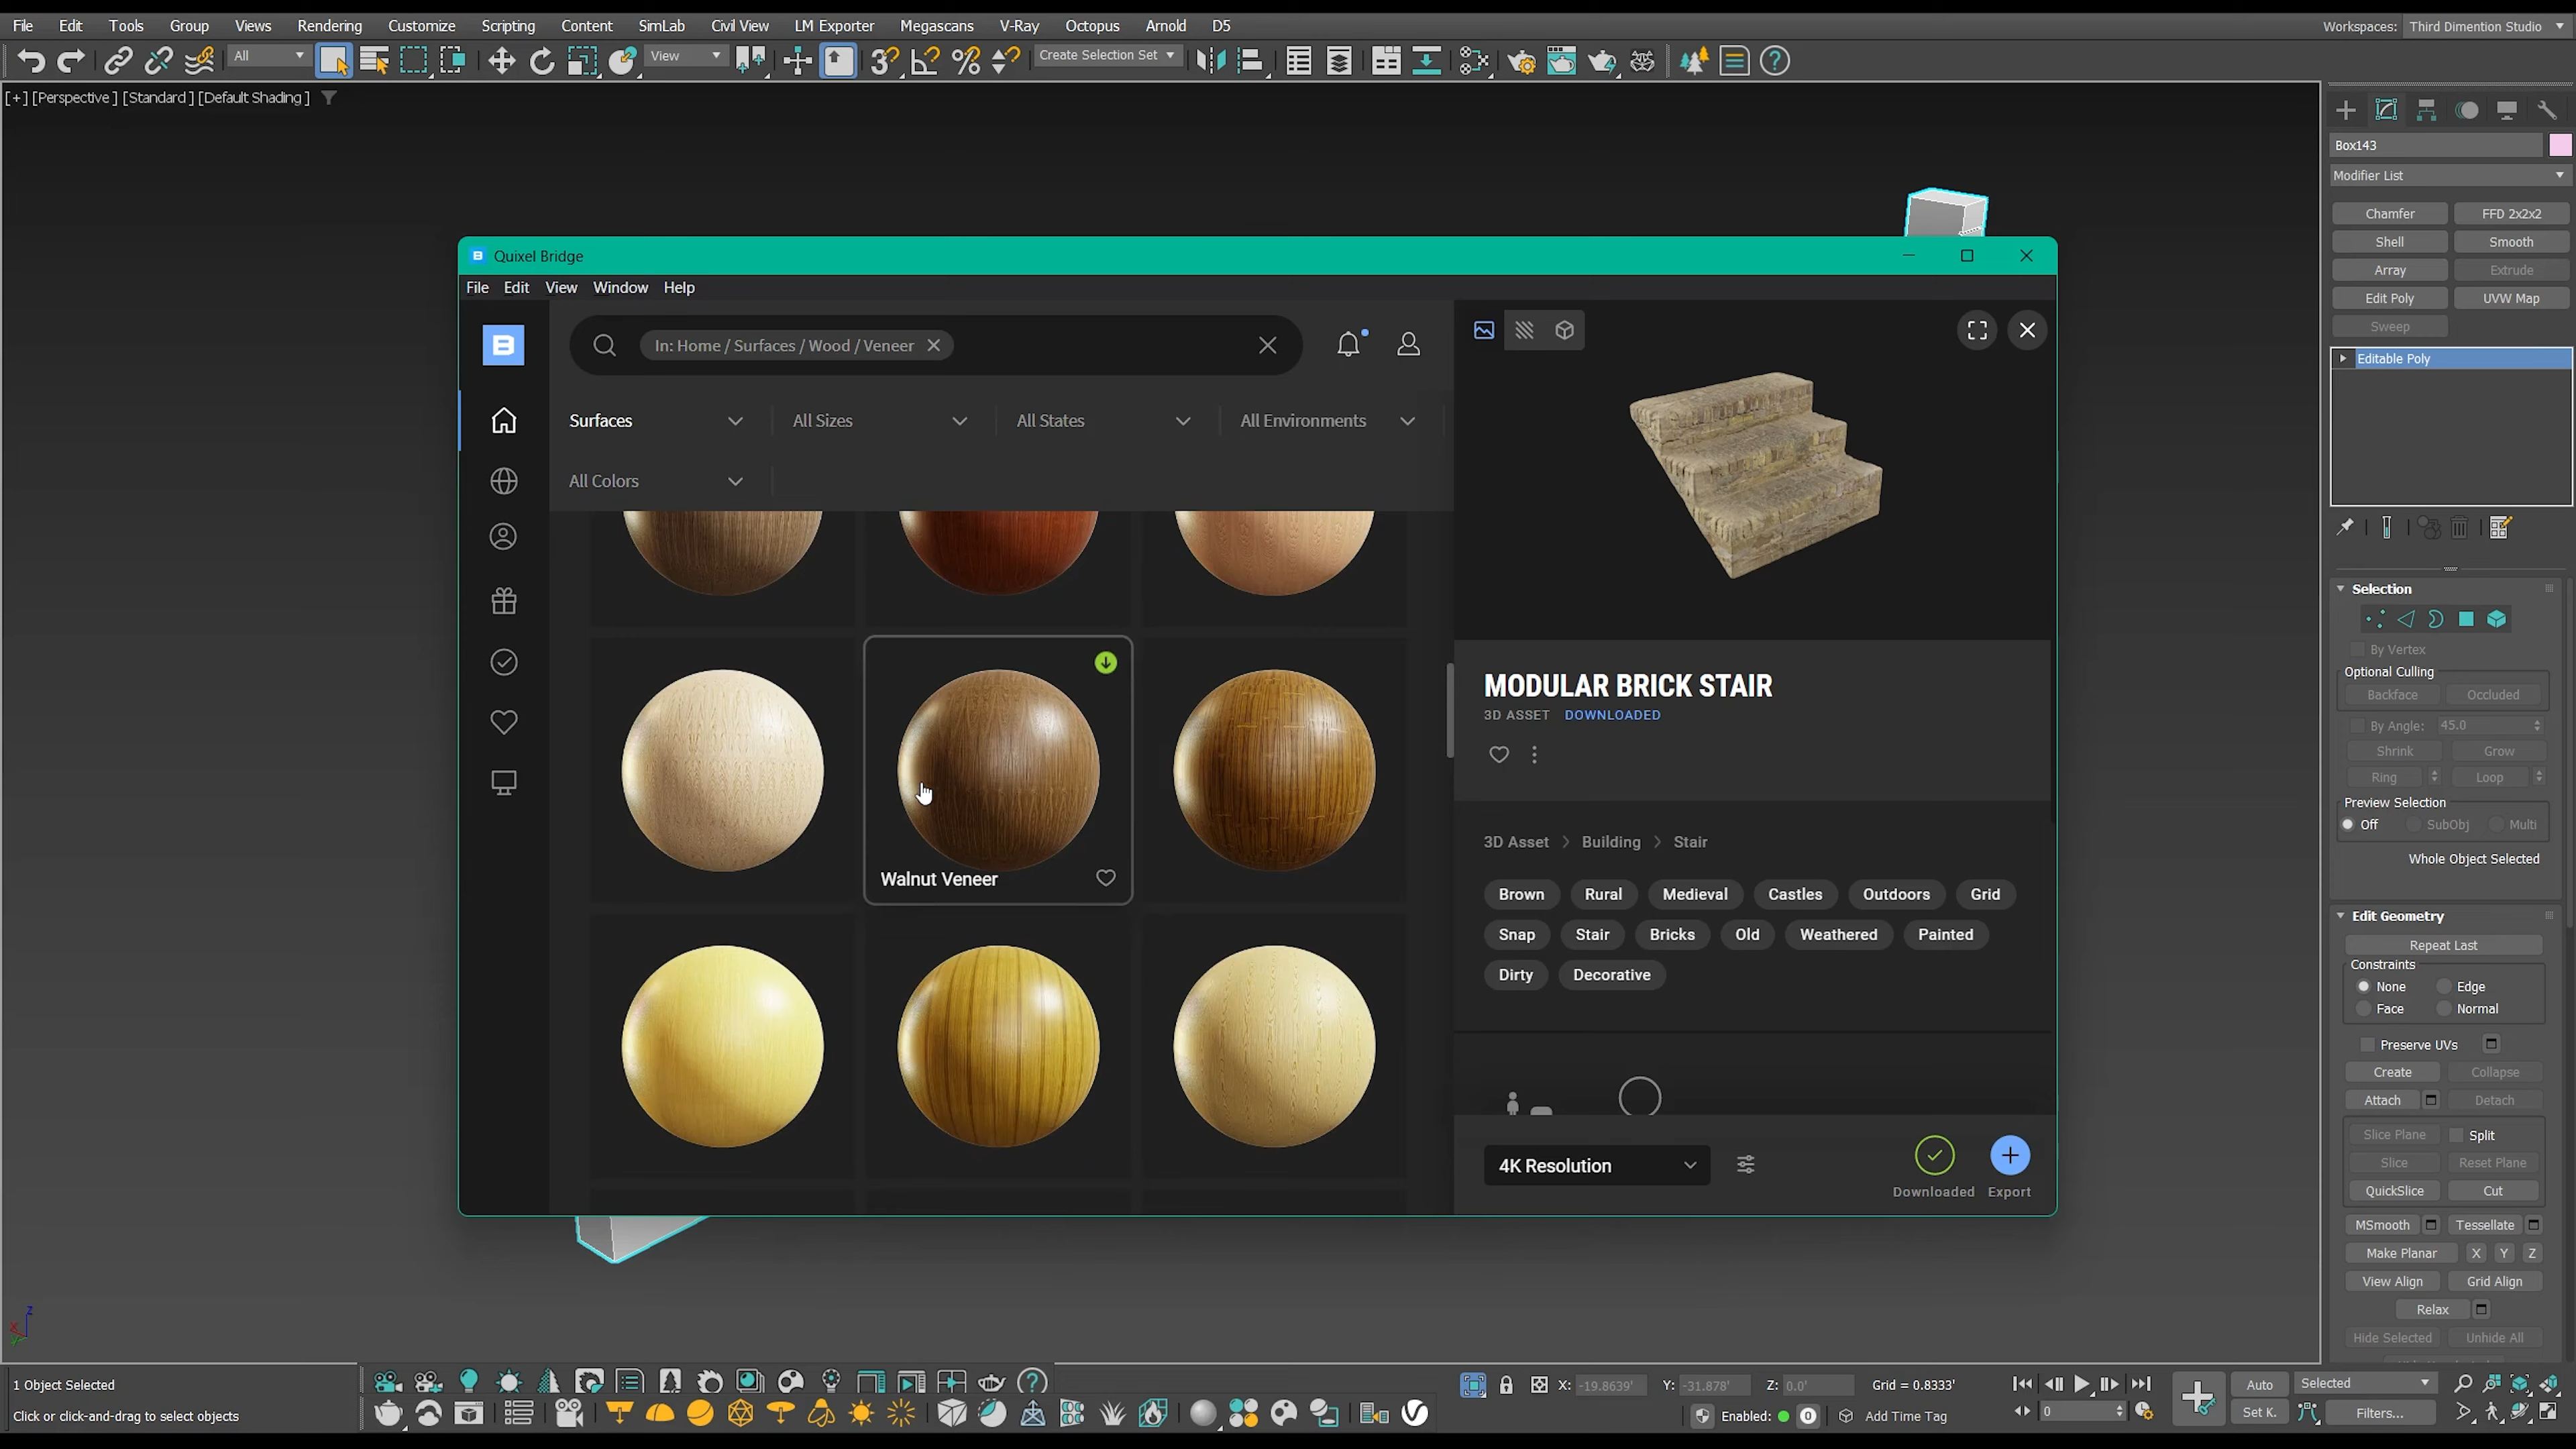 File Edit Tools Group Views Rendering Customize Scripting Content SimLab Civil View LM Exporter Megascans V-Ray Octopus Arnold D5 Workspaces: Third Dimention Studio
All View Create Selection Set
[+] [Perspective ] [Standard ] [Default Shading ]
Box143
Modifier List
Chamfer FFD 2x2x2
Shell Smooth
Array Extrude
Edit Poly UVW Map
Sweep
Editable Poly
Quixel Bridge
File Edit View Window Help
In: Home / Surfaces / Wood / Veneer
Surfaces All Sizes All States All Environments
All Colors
Walnut Veneer
MODULAR BRICK STAIR
3D ASSET DOWNLOADED
3D Asset > Building > Stair
Brown Rural Medieval Castles Outdoors Grid
Snap Stair Bricks Old Weathered Painted
Dirty Decorative
4K Resolution
Downloaded Export
Selection
By Vertex
Optional Culling
Backface Occluded
By Angle: 45.0
Shrink Grow
Ring Loop
Preview Selection
Off SubObj Multi
Whole Object Selected
Edit Geometry
Repeat Last
Constraints
None Edge
Face Normal
Preserve UVs
Create Collapse
Attach Detach
Slice Plane Split
Slice Reset Plane
QuickSlice Cut
MSmooth Tessellate
Make Planar X Y Z
View Align Grid Align
Relax
Hide Selected Unhide All
z
x
y
1 Object Selected
Click or click-and-drag to select objects
X: -19.8639' Y: -31.878' Z: 0.0' Grid = 0.8333'
Enabled: 0 Add Time Tag
0
Auto Selected
Set K. Filters...